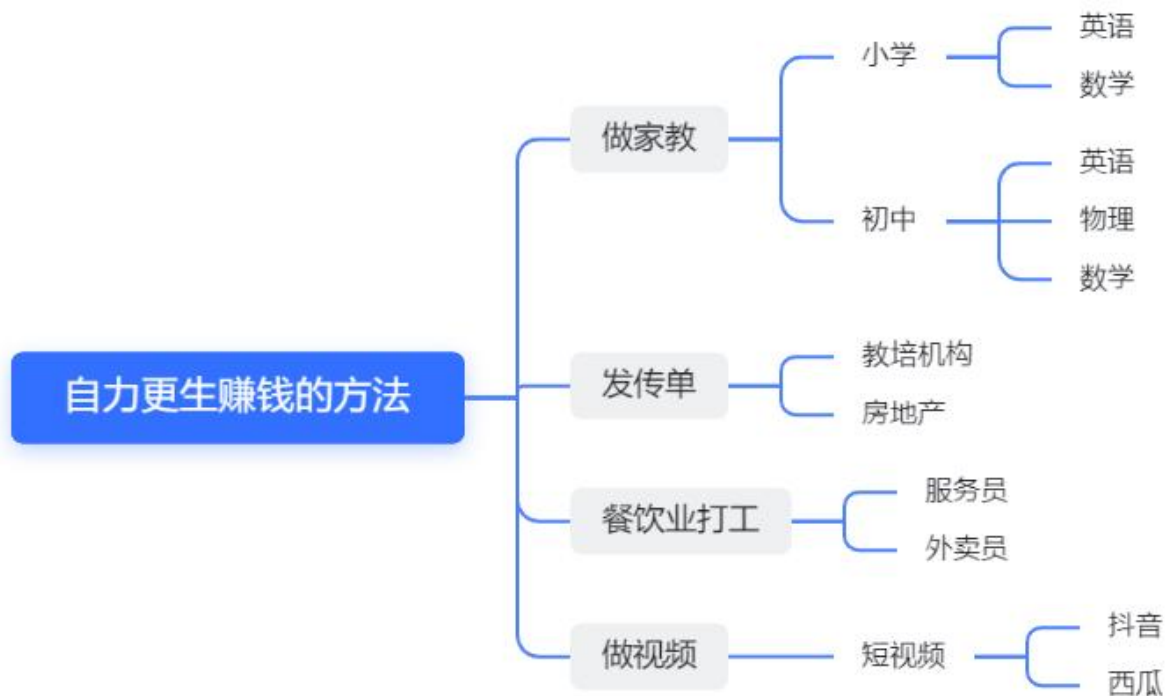 自力更生赚钱的方法
做家教
小学
英语
数学
初中
英语
物理
数学
发传单
教培机构
房地产
餐饮业打工
服务员
外卖员
做视频
短视频
抖音
西瓜